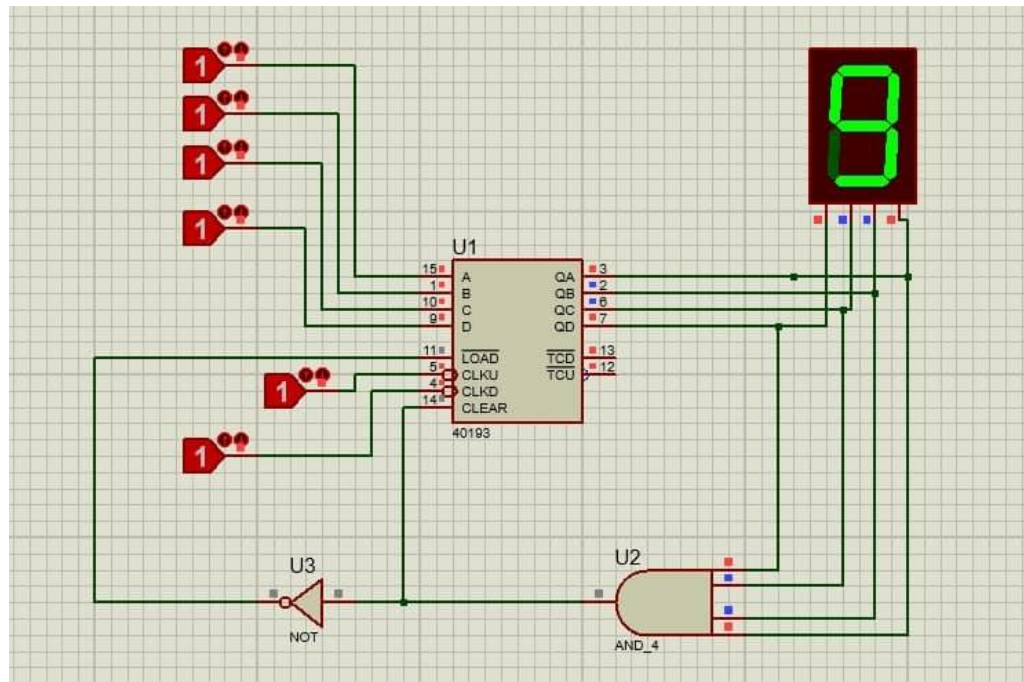 1
1
1
1
9
U1
15 A QA 3
1 B QB 2
10 C QC 6
9 D QD 7
11 LOAD TCD 13
5 CLKU TCU 12
4 CLKD
14 CLEAR
40193
1
1
U3
NOT
U2
AND_4